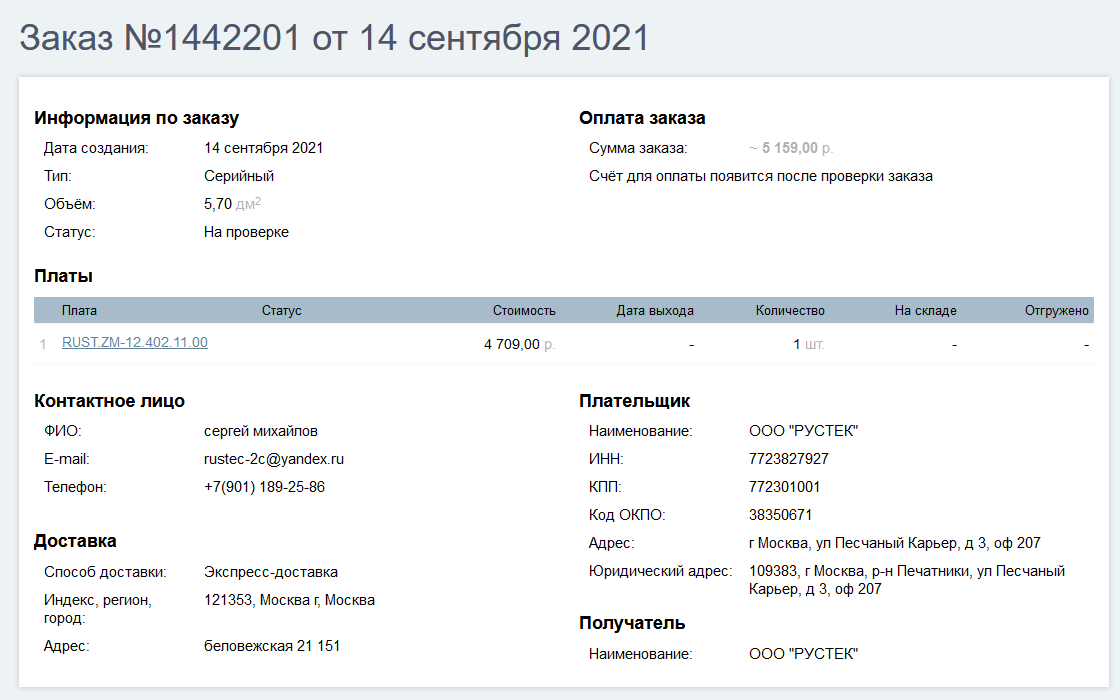 Заказ №1442201 от 14 сентября 2021
Информация по заказу
Дата создания: 14 сентября 2021
Тип: Серийный
Объём: 5,70 дм2
Статус: На проверке
Оплата заказа
Сумма заказа: ~ 5 159,00 р.
Счёт для оплаты появится после проверки заказа
Платы
Плата Статус Стоимость Дата выхода Количество На складе Отгружено
1 RUST.ZM-12.402.11.00 4 709,00 р. - 1 шт. - -
Контактное лицо
ФИО: сергей михайлов
E-mail: rustec-2c@yandex.ru
Телефон: +7(901) 189-25-86
Доставка
Способ доставки: Экспресс-доставка
Индекс, регион, 121353, Москва г, Москва
город:
Адрес: беловежская 21 151
Плательщик
Наименование: ООО "РУСТЕК"
ИНН: 7723827927
КПП: 772301001
Код ОКПО: 38350671
Адрес: г Москва, ул Песчаный Карьер, д 3, оф 207
Юридический адрес: 109383, г Москва, р-н Печатники, ул Песчаный
Карьер, д 3, оф 207
Получатель
Наименование: ООО "РУСТЕК"